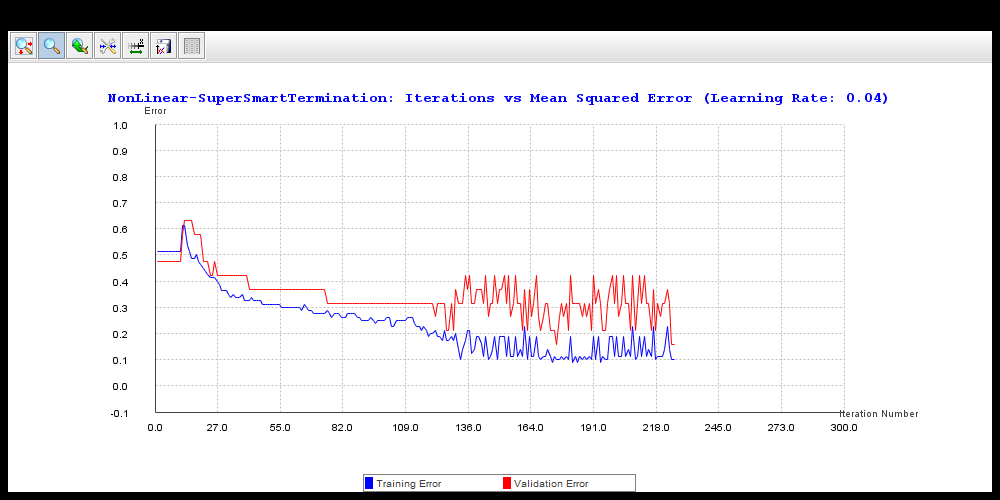 NonLinear-SuperSmartTermination: Iterations vs Mean Squared Error (Learning Rate: 0.04)
Error
1.0
0.9
0.8
0.7
0.6
0.5
0.4
0.3
0.2
0.1
0.0
-0.1
Iteration Number
0.0 27.0 55.0 82.0 109.0 136.0 164.0 191.0 218.0 245.0 273.0 300.0
Training Error Validation Error